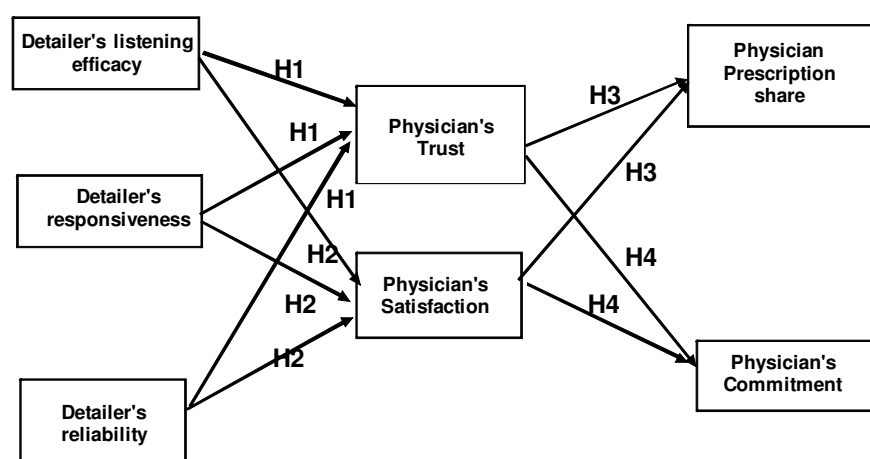 Detailer's listening
efficacy
H1
Physician
Prescription
share
H3
Physician's
Trust
H1
H3
Detailer's
responsiveness
H1
H2
H4
Physician's
Satisfaction
H2
H4
H2
Physician's
Commitment
Detailer's
reliability